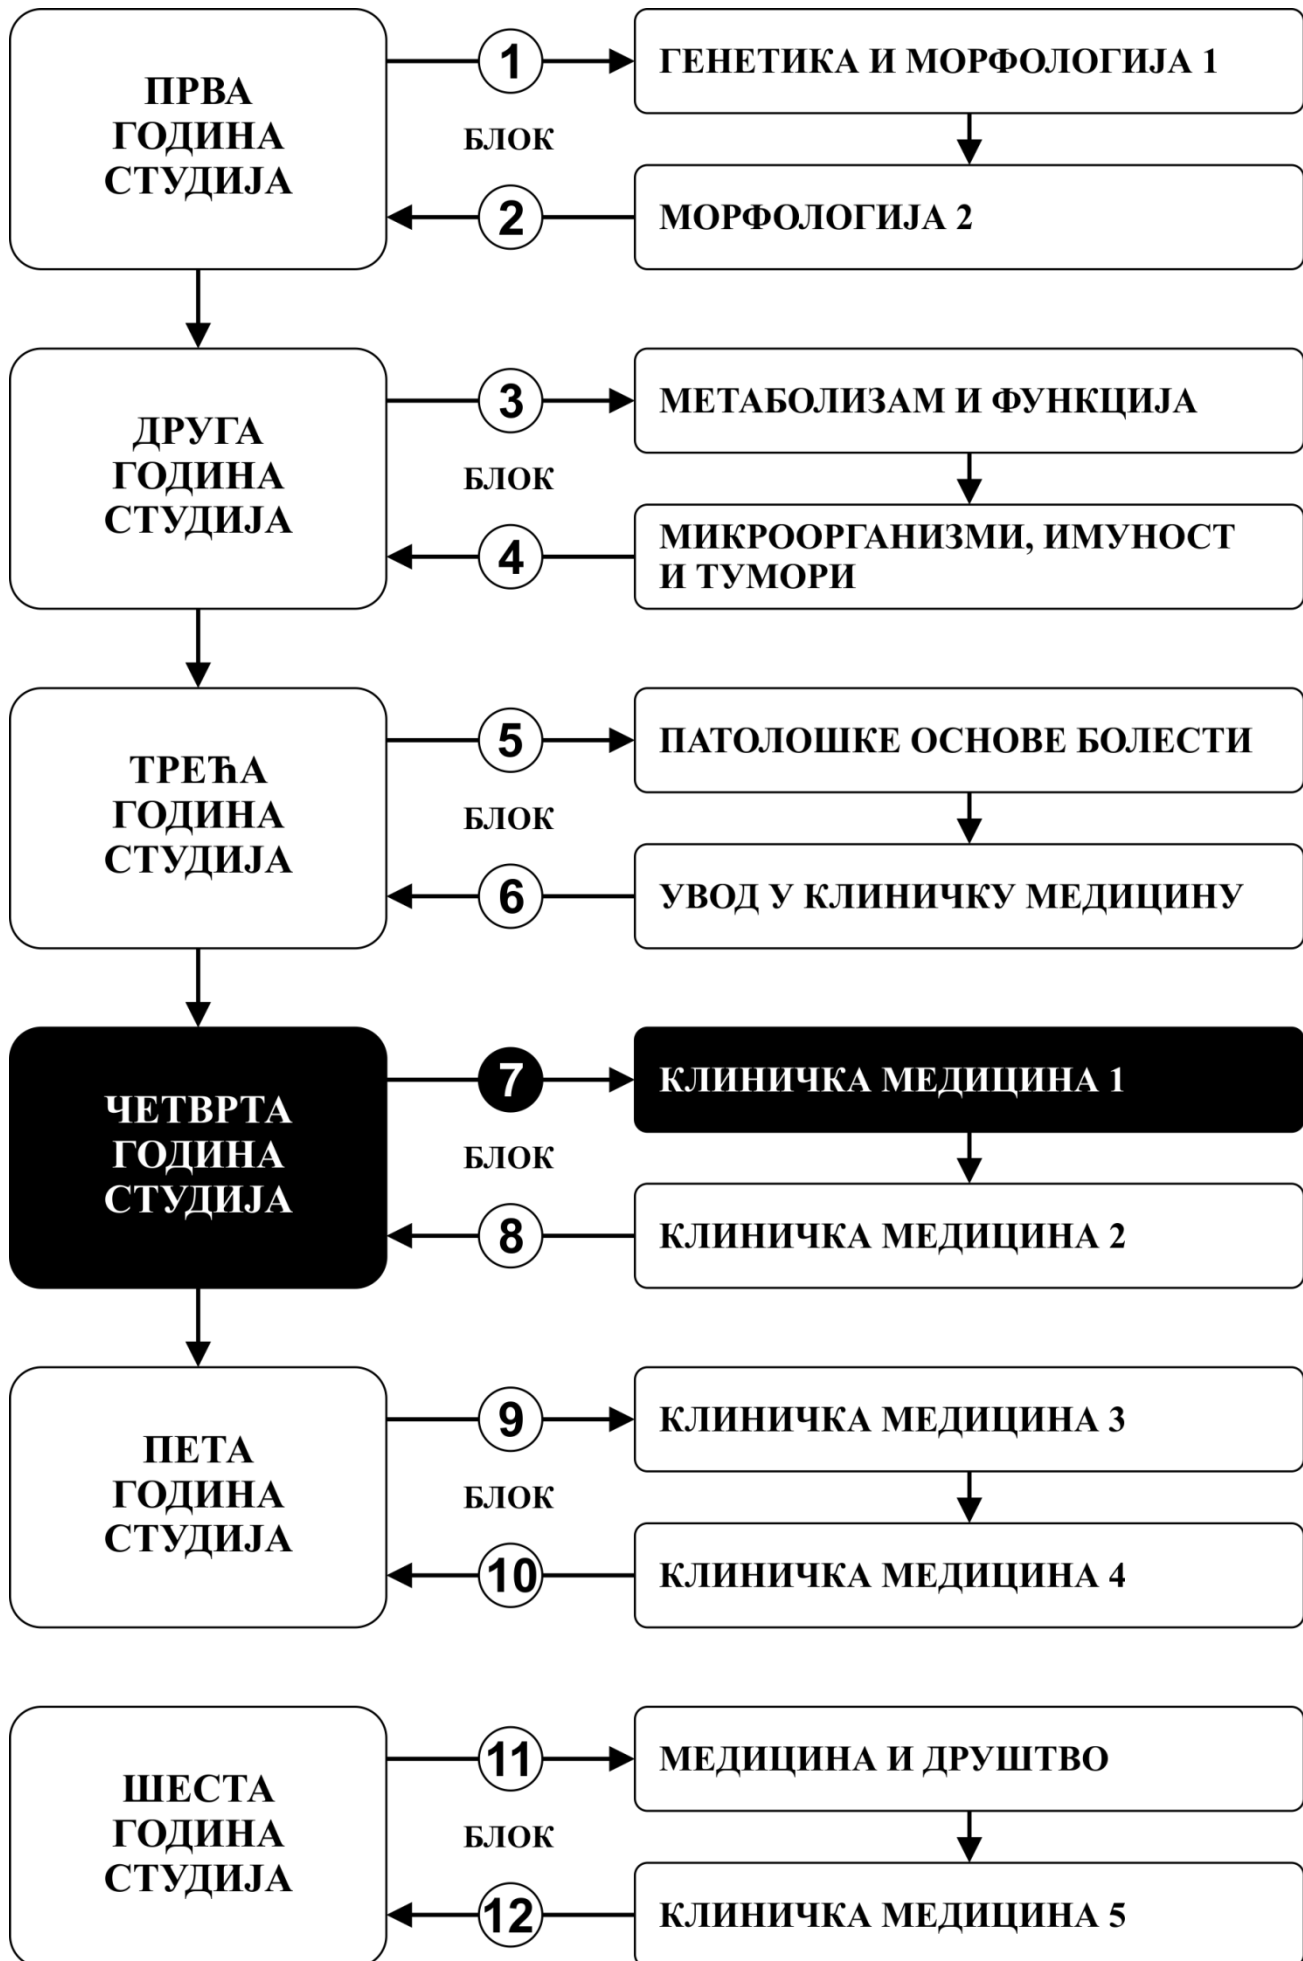 ПРВА
ГОДИНА
СТУДИЈА
1
БЛОК
2
ГЕНЕТИКА И МОРФОЛОГИЈА 1
МОРФОЛОГИЈА 2
ДРУГА
ГОДИНА
СТУДИЈА
3
БЛОК
4
МЕТАБОЛИЗАМ И ФУНКЦИЈА
МИКРООРГАНИЗМИ, ИМУНОСТ
И ТУМОРИ
ТРЕЋА
ГОДИНА
СТУДИЈА
5
БЛОК
6
ПАТОЛОШКЕ ОСНОВЕ БОЛЕСТИ
УВОД У КЛИНИЧКУ МЕДИЦИНУ
ЧЕТВРТА
ГОДИНА
СТУДИЈА
7
БЛОК
8
КЛИНИЧКА МЕДИЦИНА 1
КЛИНИЧКА МЕДИЦИНА 2
ПЕТА
ГОДИНА
СТУДИЈА
9
БЛОК
10
КЛИНИЧКА МЕДИЦИНА 3
КЛИНИЧКА МЕДИЦИНА 4
ШЕСТА
ГОДИНА
СТУДИЈА
11
БЛОК
12
МЕДИЦИНА И ДРУШТВО
КЛИНИЧКА МЕДИЦИНА 5